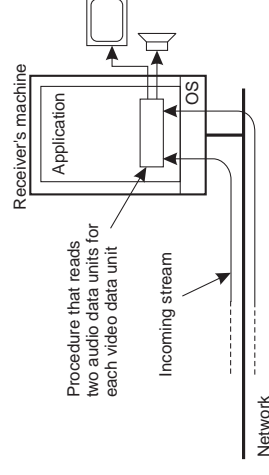 Receiver's machine
Application
Procedure that reads
two audio data units for
each video data unit
OS
Incoming stream
Network